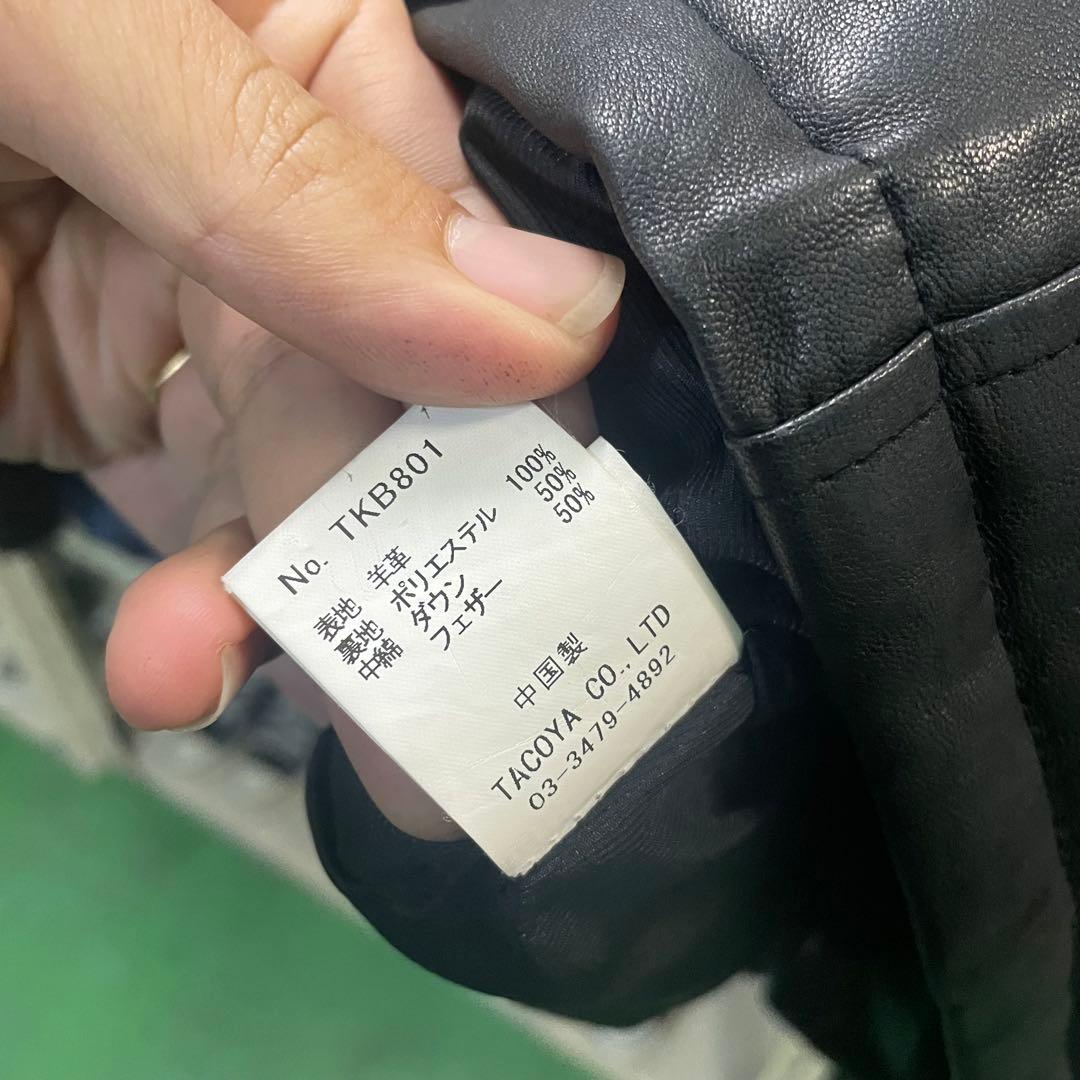 No. TKB801
表地 羊革
裏地 ポリエステル 100%
中綿 ダウン 50%
フェザー 50%
中国製
TACOYA CO., LTD
03-3479-4892